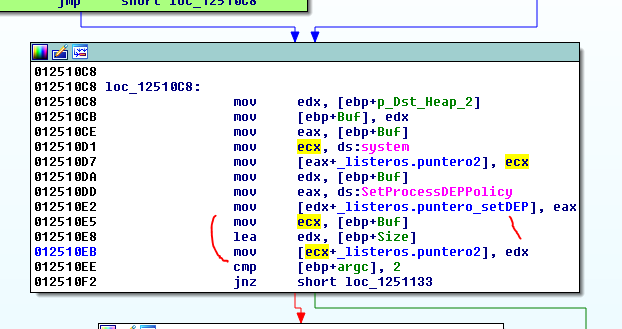 jmp short loc_12510C8
012510C8
012510C8 loc_12510C8:
012510C8 mov edx, [ebp+p_Dst_Heap_2]
012510CB mov [ebp+Buf], edx
012510CE mov eax, [ebp+Buf]
012510D1 mov ecx, ds:system
012510D7 mov [eax+_listeros.puntero2], ecx
012510DA mov edx, [ebp+Buf]
012510DD mov eax, ds:SetProcessDEPPolicy
012510E2 mov [edx+_listeros.puntero_setDEP], eax
012510E5 mov ecx, [ebp+Buf]
012510E8 lea edx, [ebp+Size]
012510EB mov [ecx+_listeros.puntero2], edx
012510EE cmp [ebp+argc], 2
012510F2 jnz short loc_1251133